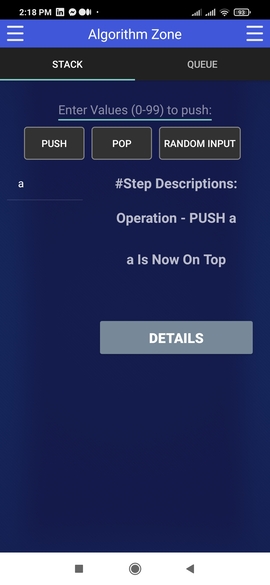 2:18 PM
93
Algorithm Zone
STACK
QUEUE
Enter Values (0-99) to push:
PUSH
POP
RANDOM INPUT
a
#Step Descriptions:
Operation - PUSH a
a Is Now On Top
DETAILS